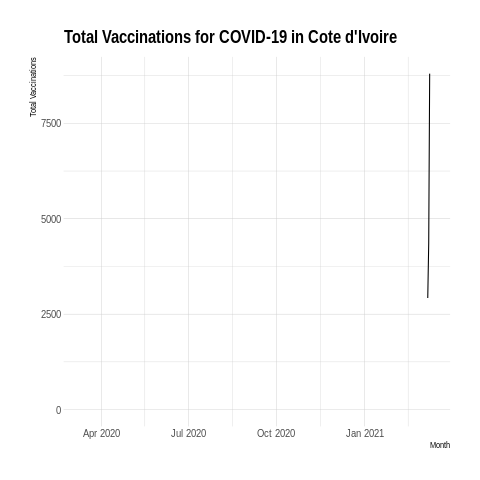 Total Vaccinations for COVID-19 in Cote d'Ivoire
Total Vaccinations
7500
5000
2500
0
Apr 2020
Jul 2020
Oct 2020
Jan 2021
Month